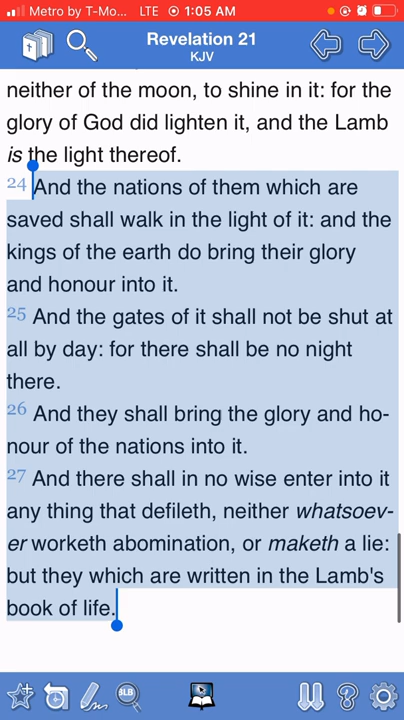 Metro by T-Mo... LTE 1:05 AM
Revelation 21
KJV
neither of the moon, to shine in it: for the
glory of God did lighten it, and the Lamb
is the light thereof.
24 And the nations of them which are
saved shall walk in the light of it: and the
kings of the earth do bring their glory
and honour into it.
25 And the gates of it shall not be shut at
all by day: for there shall be no night
there.
26 And they shall bring the glory and ho-
nour of the nations into it.
27 And there shall in no wise enter into it
any thing that defileth, neither whatsoev-
er worketh abomination, or maketh a lie:
but they which are written in the Lamb's
book of life.
BLB